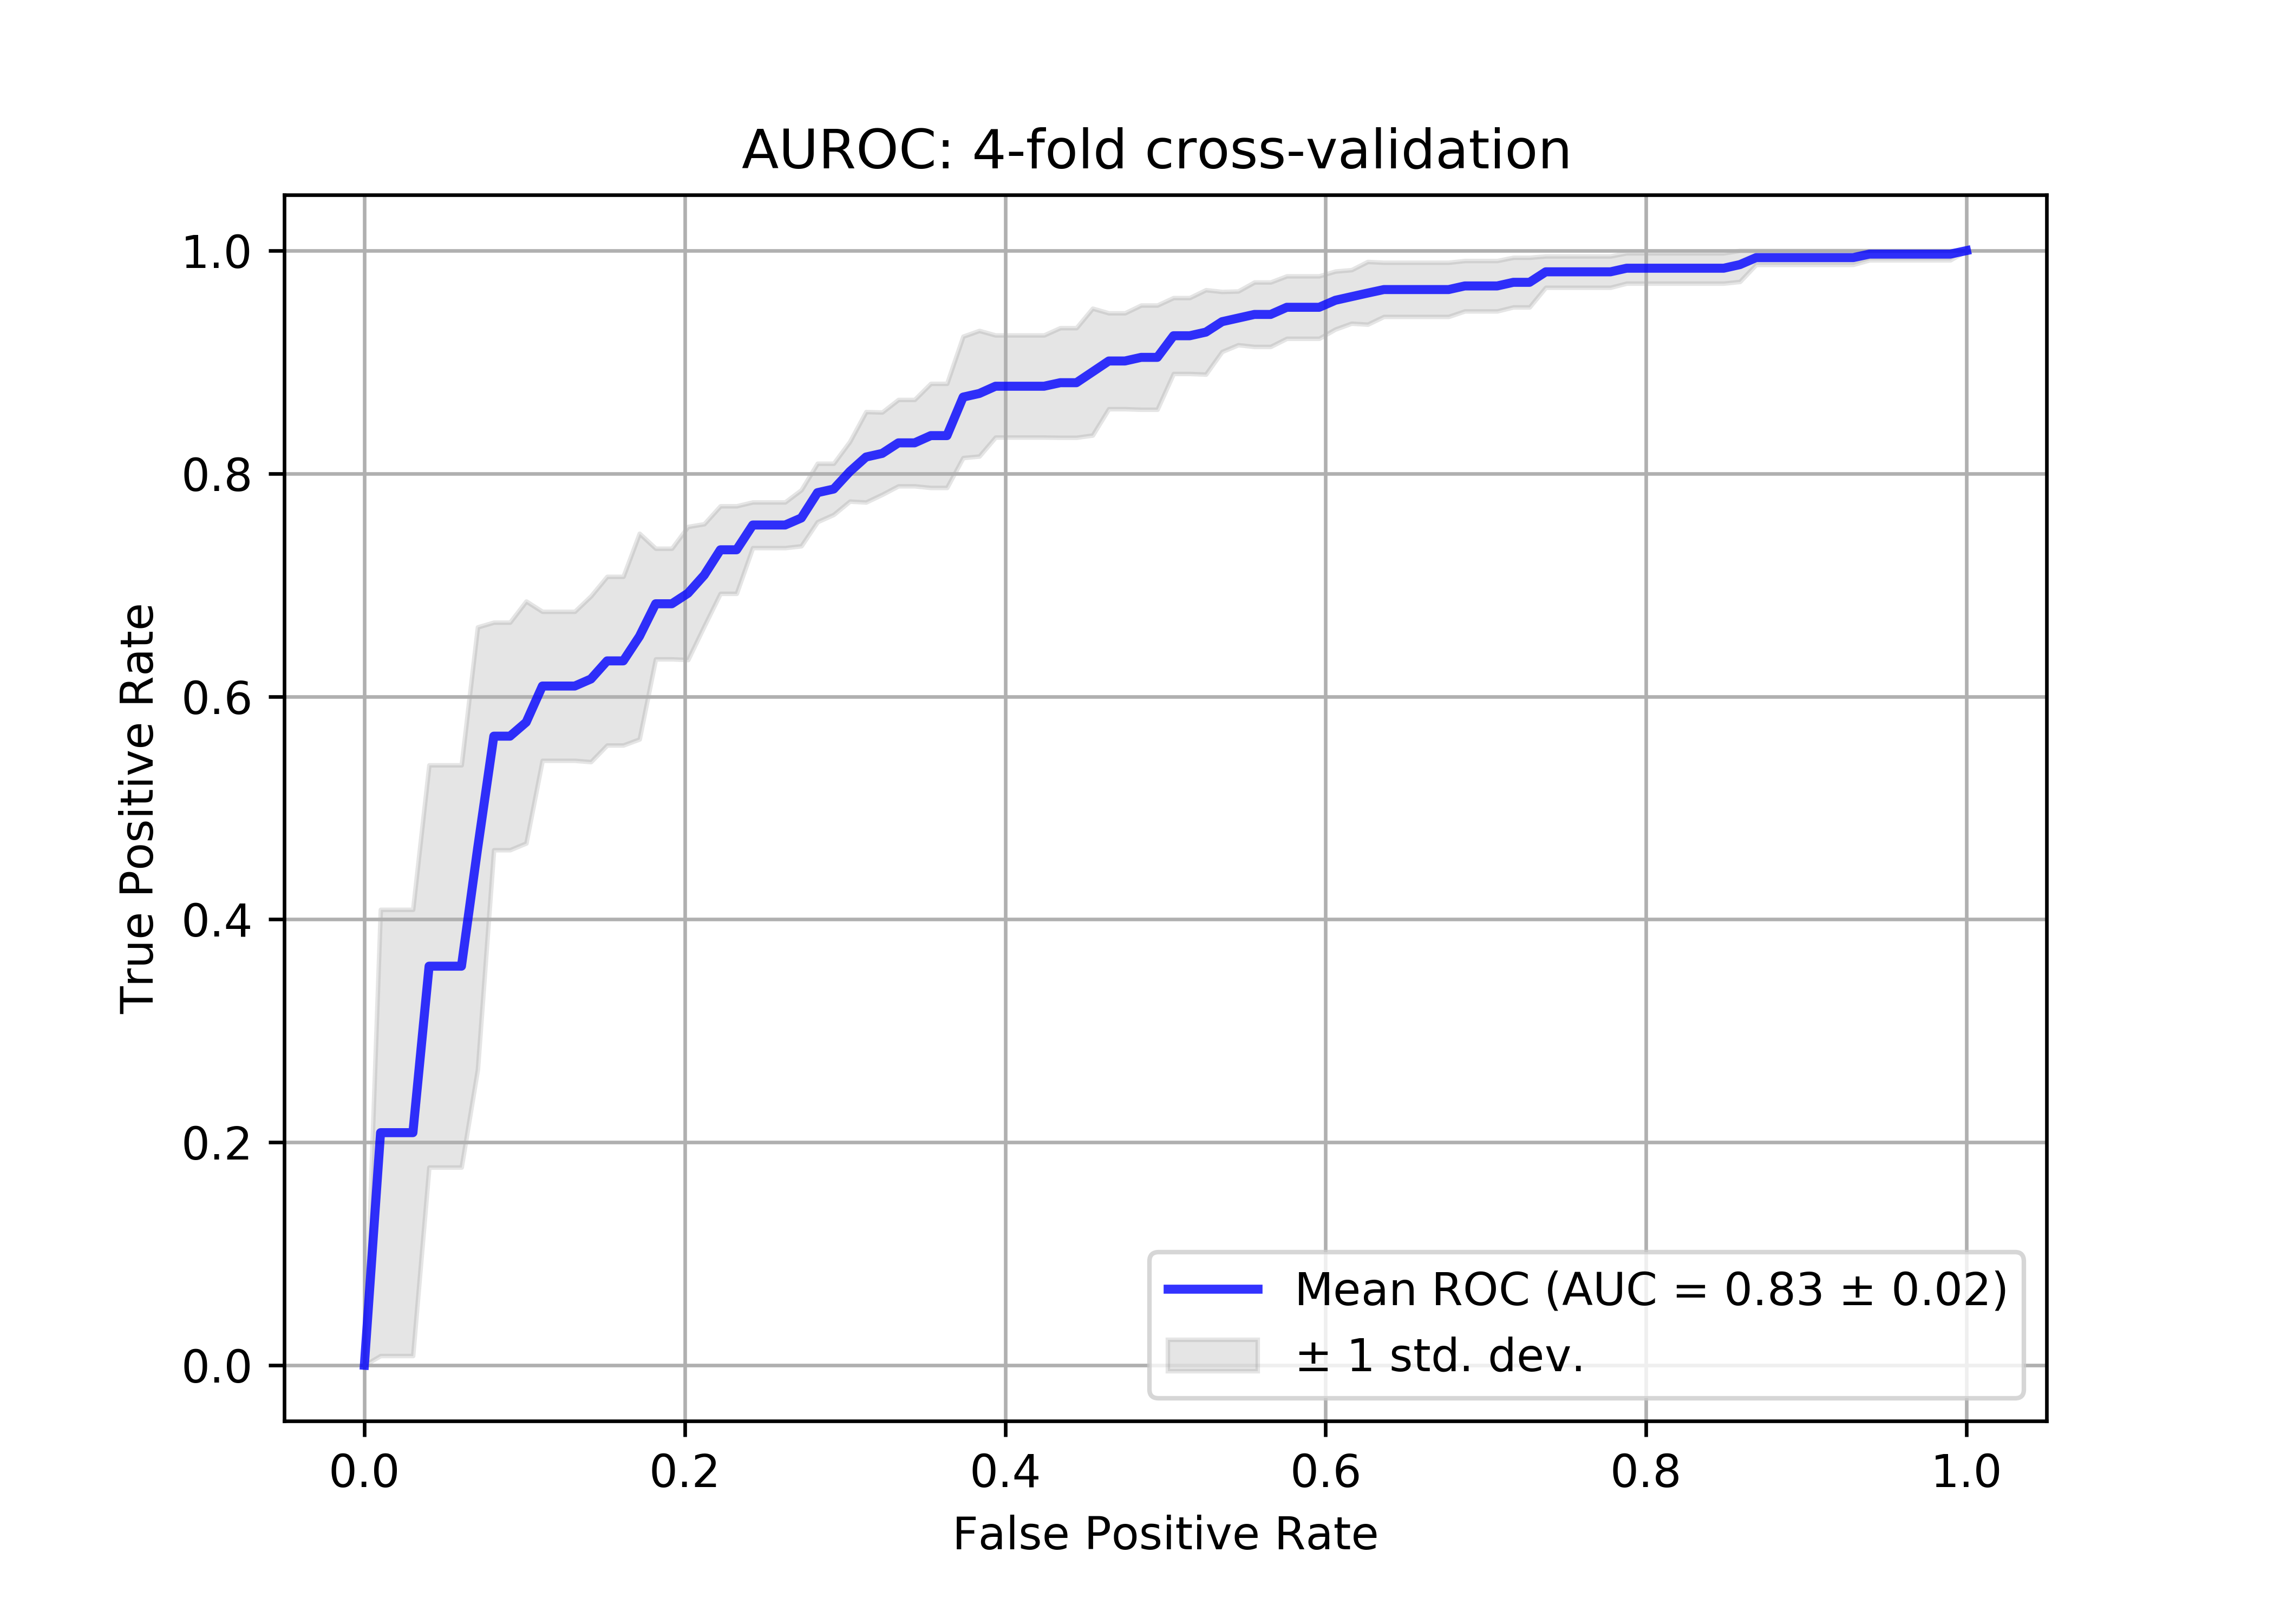 AUROC: 4-fold cross-validation
1.0
0.8
0.6
0.4
0.2
0.0
True Positive Rate
0.0 0.2 0.4 0.6 0.8 1.0
False Positive Rate
Mean ROC (AUC = 0.83 ± 0.02)
± 1 std. dev.